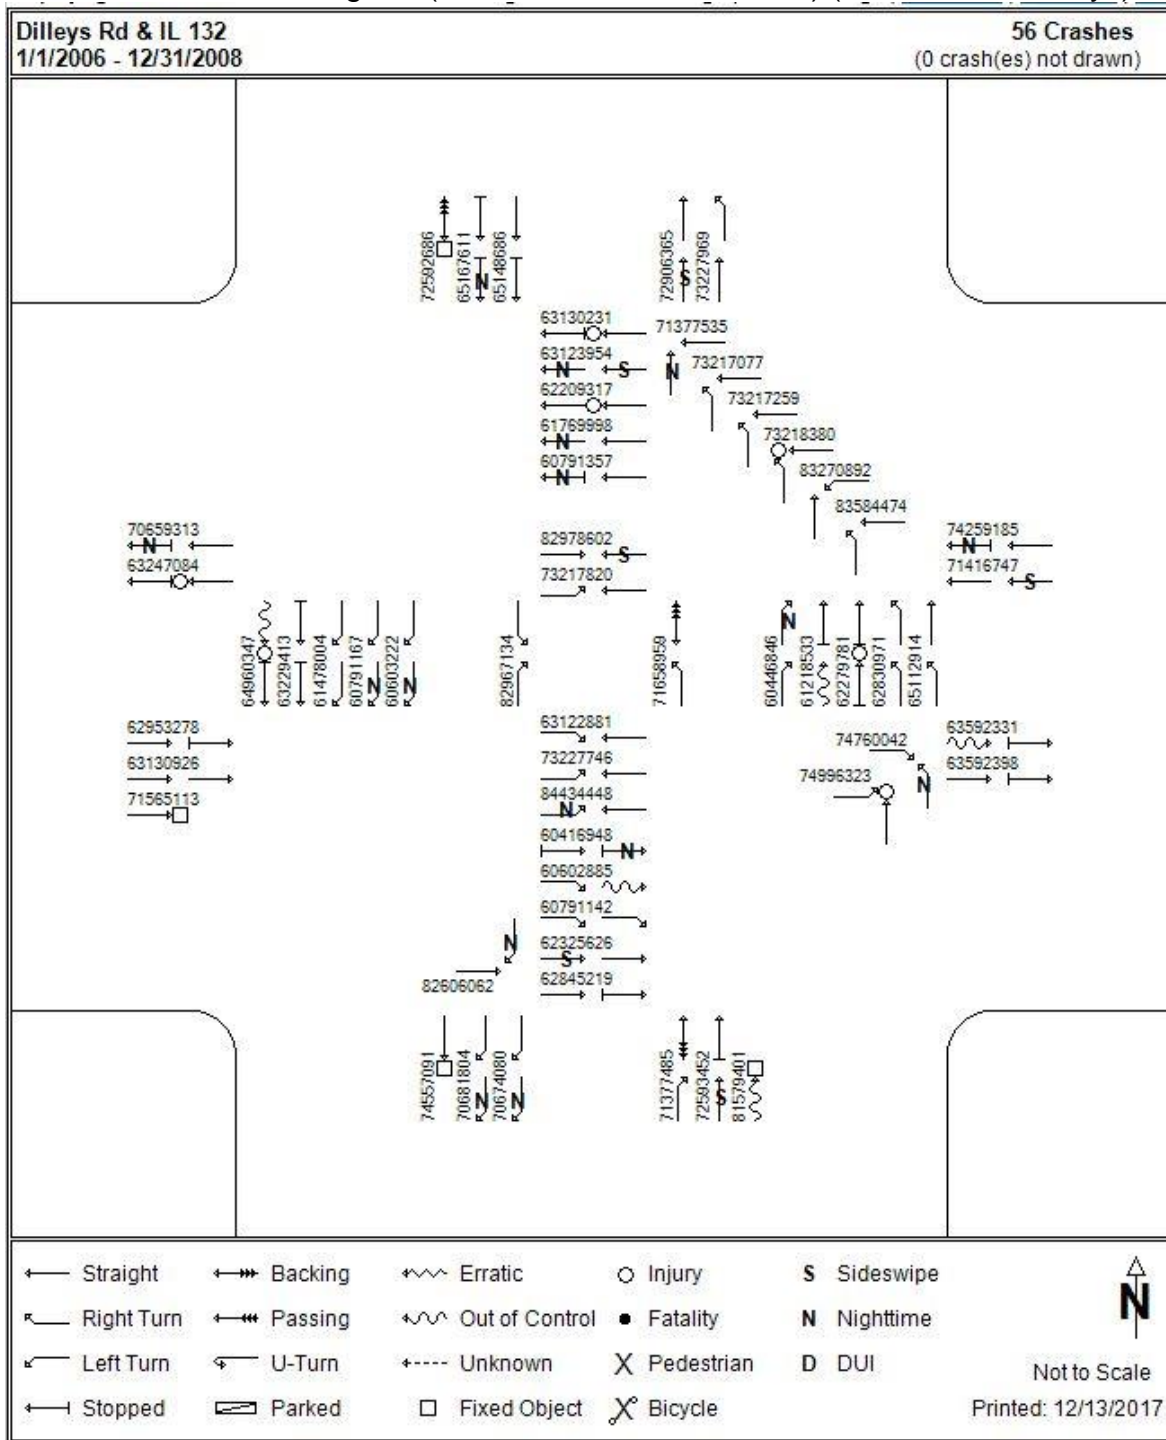 Dilleys Rd & IL 132
56 Crashes
1/1/2006 - 12/31/2008
(0 crash(es) not drawn)
72592686
65167611
N
65148686
72906365
S
73227969
63130231
71377535
N
63123954
N S
73217077
62209317
73217259
61769998
N
73218380
60791357
N
83270892
83584474
70659313
N
82978602
S
74259185
N
63247084
73217820
71416747
S
64960347
63229413
61478004
60791167
N
60603222
N
82967134
71658959
60446846
N
61218533
62279781
62830971
65112914
62953278
63122881
74760042
N
63592331
63130926
73227746
74996323
63592398
71565113
84434448
N
60416948
N
60602885
60791142
N
62325626
S
82606062
62845219
74557091
70681804
N
70674080
N
71377485
72593452
S
81579401
Straight
Backing
Erratic
Injury
S Sideswipe
Right Turn
Passing
Out of Control
Fatality
N Nighttime
Left Turn
U-Turn
Unknown
Pedestrian
D DUI
Stopped
Parked
Fixed Object
Bicycle
N
Not to Scale
Printed: 12/13/2017